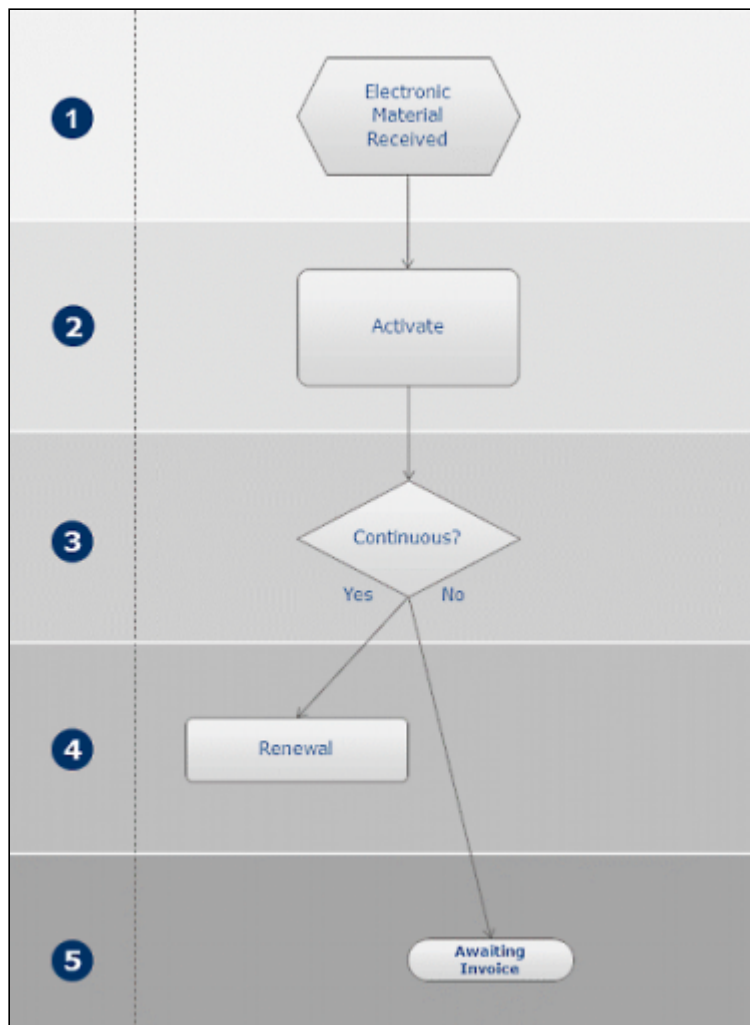 1
Electronic
Material
Received
2
Activate
3
Continuous?
Yes No
4
Renewal
5
Awaiting
Invoice